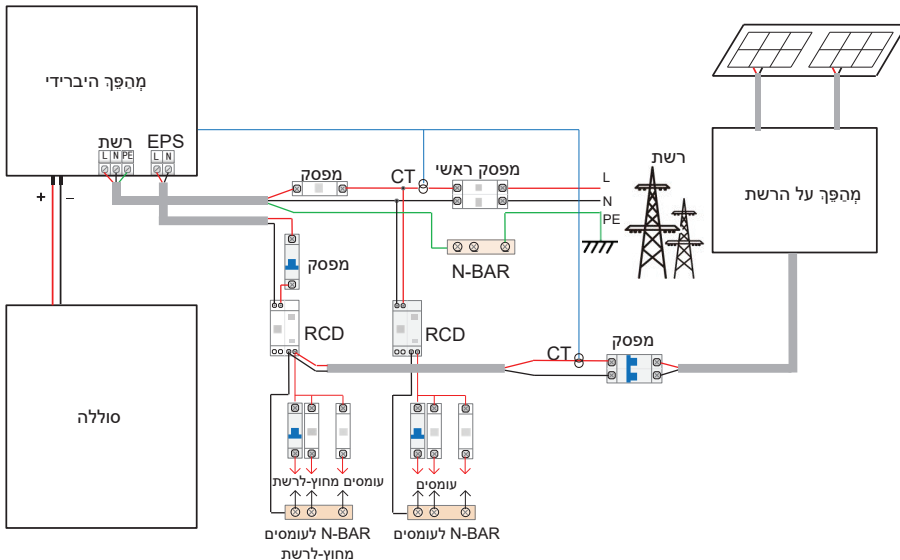 מְהַפֵּךְ היברידי
רשת
EPS
L N PE
L N
+
–
סוללה
מפסק
CT
מפסק ראשי
L
N
PE
רשת
N-BAR
מפסק
RCD
RCD
CT
מפסק
מְהַפֵּךְ על הרשת
עומסים מחוץ-לרשת
עומסים
N-BAR לעומסים
מחוץ-לרשת
N-BAR לעומסים